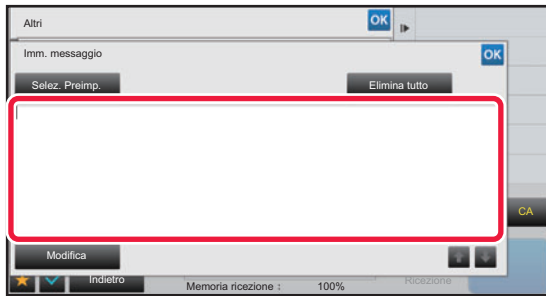 Altri
OK
Imm. messaggio
OK
Selez. Preimp.
Elimina tutto
CA
Modifica
Indietro
Memoria ricezione :
100%
Ricezione